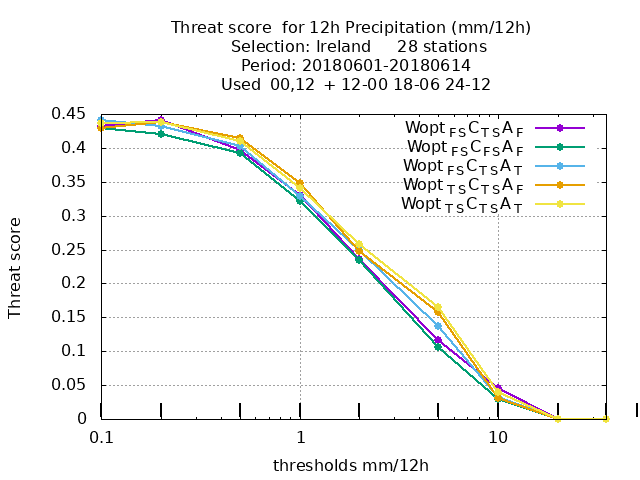 Threat score  for 12h Precipitation (mm/12h)
Selection: Ireland     28 stations
Period: 20180601-20180614
Used  00,12  + 12-00 18-06 24-12
Wopt FS C TS A F
Wopt FS C FS A F
Wopt FS C TS A T
Wopt TS C TS A F
Wopt TS C TS A T
0.45
0.4
0.35
0.3
0.25
0.2
0.15
0.1
0.05
0
Threat score
0.1 1 10
thresholds mm/12h